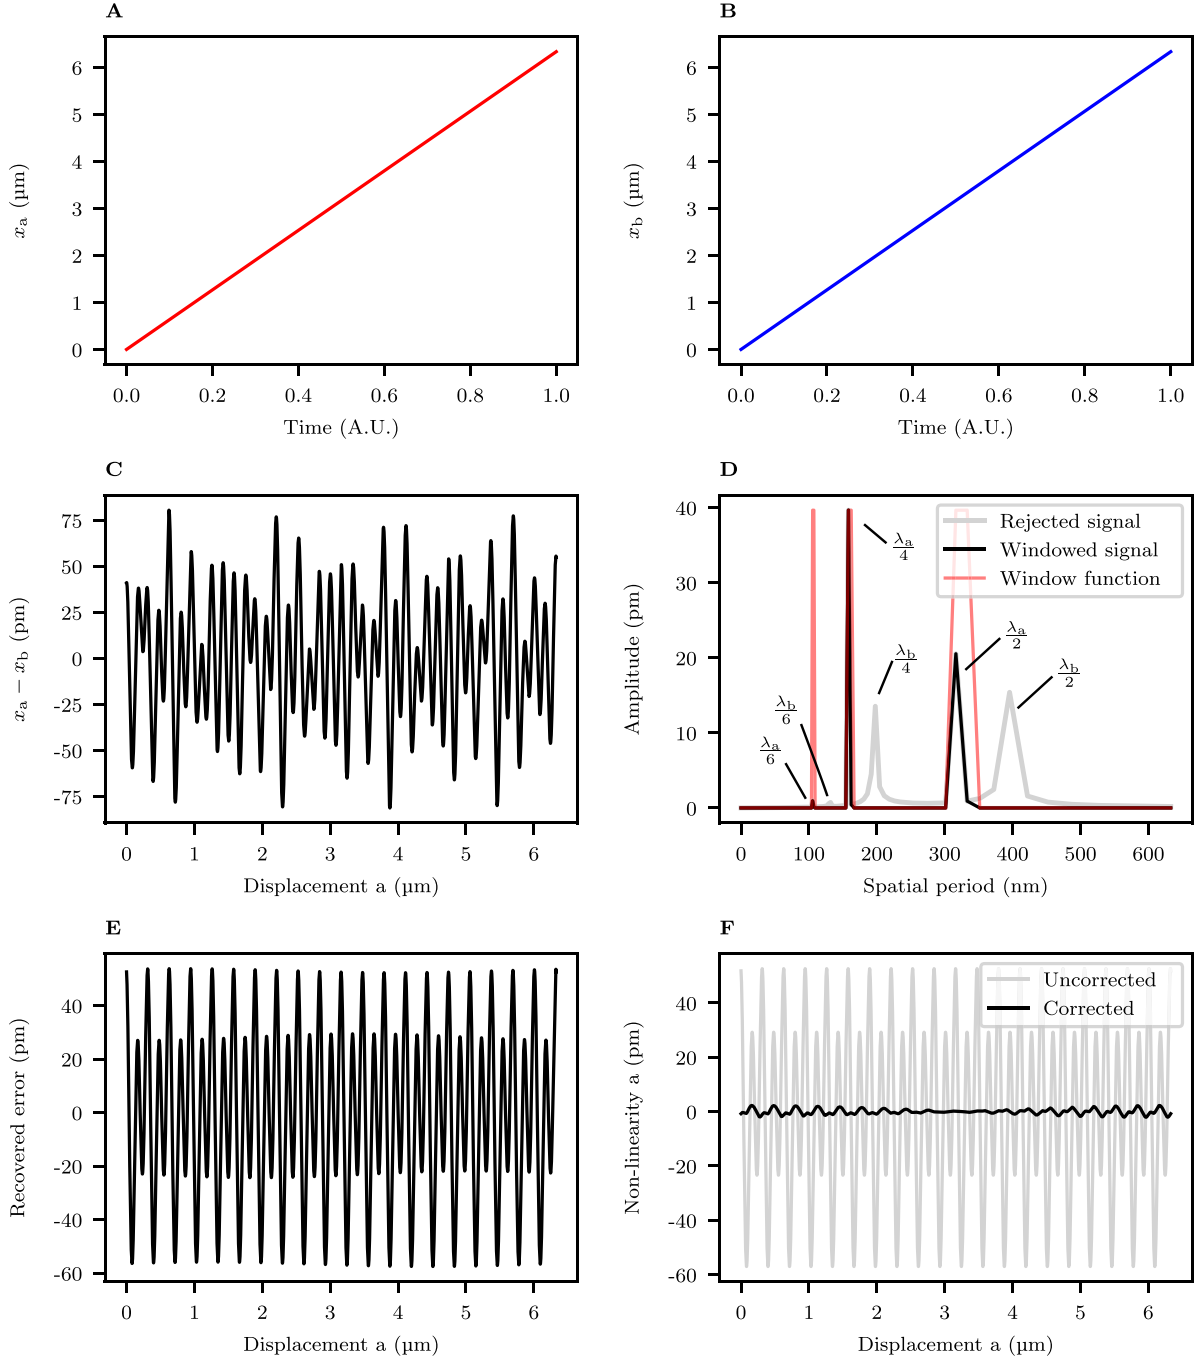 A
x_a (µm)
6
5
4
3
2
1
0
0.0 0.2 0.4 0.6 0.8 1.0
Time (A.U.)
B
x_b (µm)
6
5
4
3
2
1
0
0.0 0.2 0.4 0.6 0.8 1.0
Time (A.U.)
C
x_a − x_b (pm)
75
50
25
0
-25
-50
-75
0 1 2 3 4 5 6
Displacement a (µm)
D
Amplitude (pm)
40
30
20
10
0
Rejected signal
Windowed signal
Window function
λ_a/4
λ_a/2
λ_b/4
λ_b/2
λ_b/6
λ_a/6
0 100 200 300 400 500 600
Spatial period (nm)
E
Recovered error (pm)
40
20
0
-20
-40
-60
0 1 2 3 4 5 6
Displacement a (µm)
F
Non-linearity a (pm)
40
20
0
-20
-40
-60
Uncorrected
Corrected
0 1 2 3 4 5 6
Displacement a (µm)